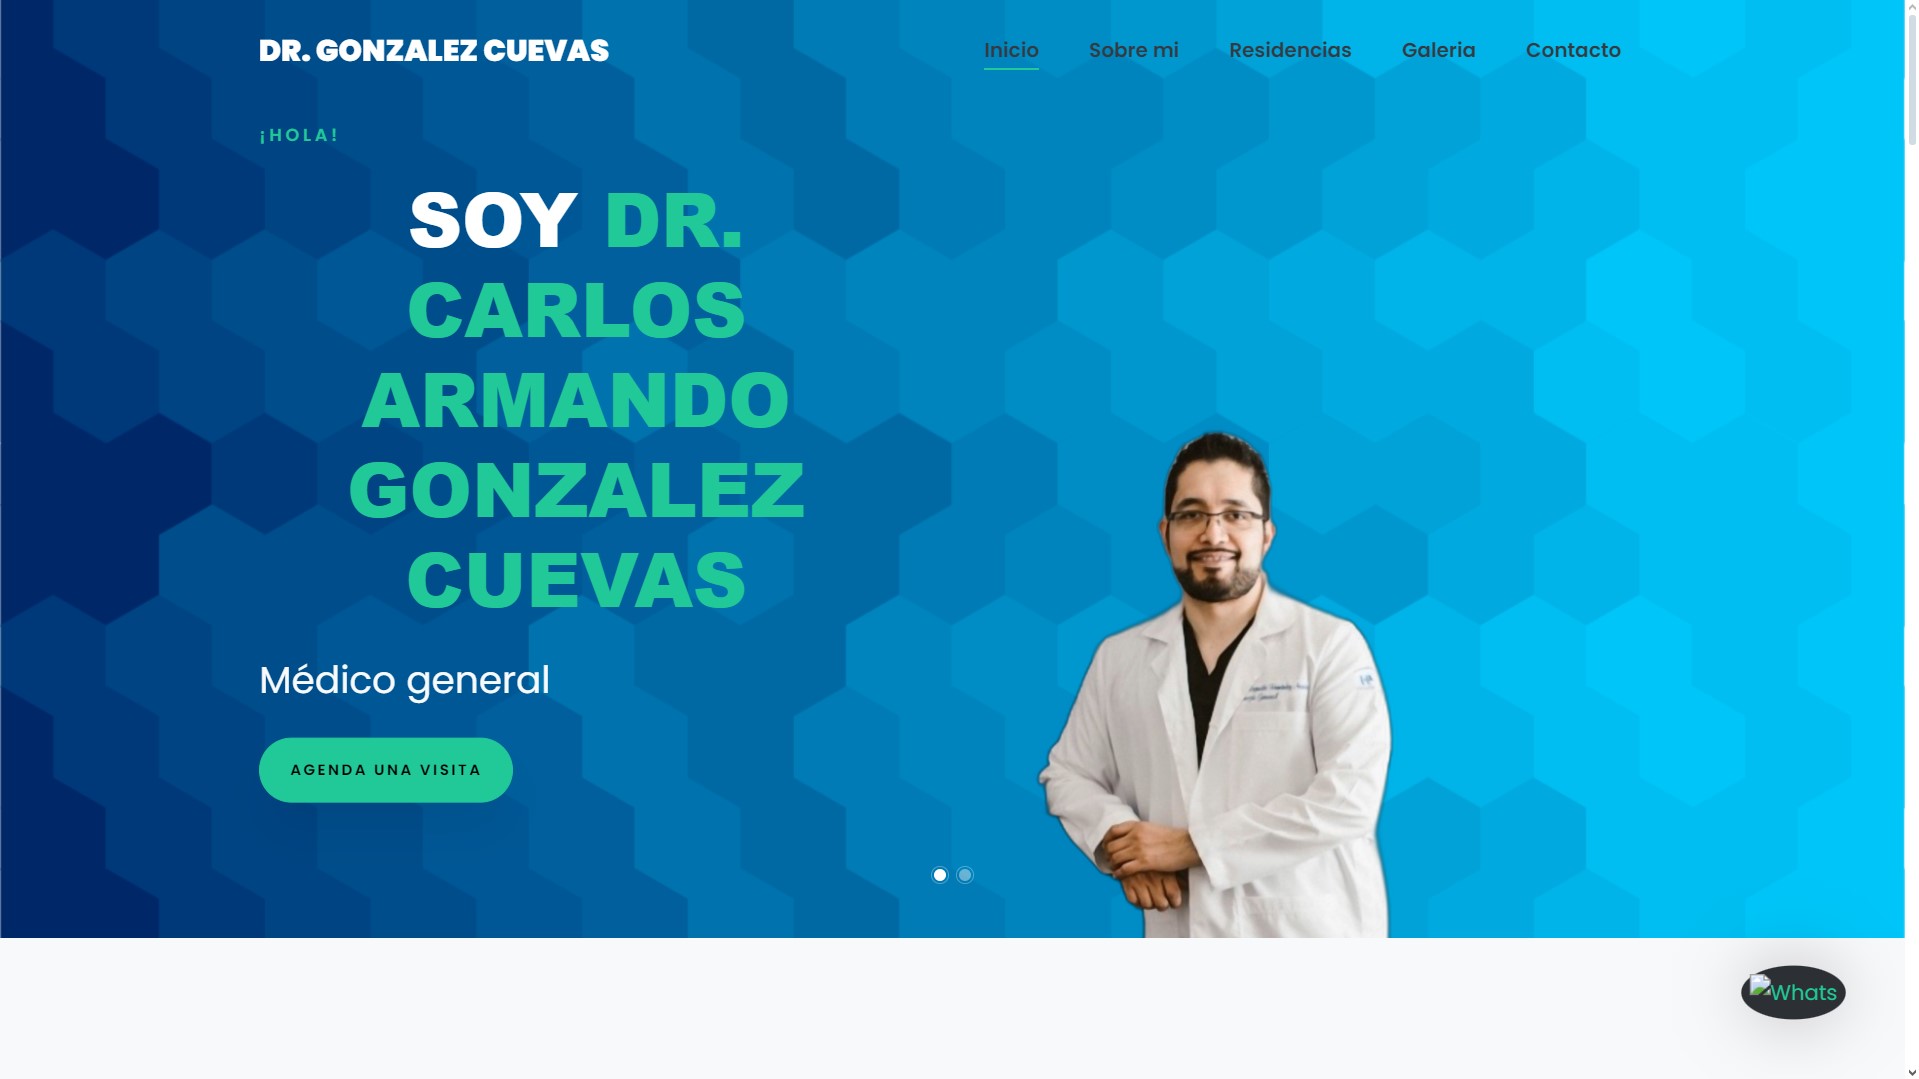 DR. GONZALEZ CUEVAS
Inicio Sobre mi Residencias Galeria Contacto
¡HOLA!
SOY DR.
CARLOS
ARMANDO
GONZALEZ
CUEVAS
Médico general
AGENDA UNA VISITA
Whats